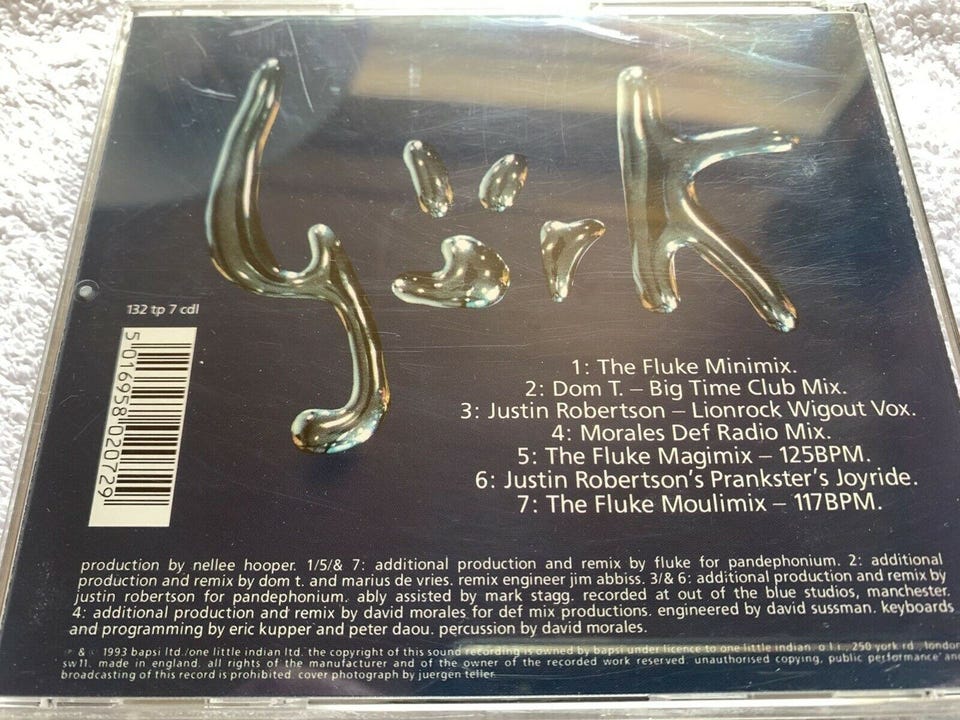 björk
132 tp 7 cdl
5 016958 020729
1: The Fluke Minimix.
2: Dom T. – Big Time Club Mix.
3: Justin Robertson – Lionrock Wigout Vox.
4: Morales Def Radio Mix.
5: The Fluke Magimix – 125BPM.
6: Justin Robertson's Prankster's Joyride.
7: The Fluke Moulimix – 117BPM.
production by nellee hooper. 1/5/& 7: additional production and remix by fluke for pandephonium. 2: additional
production and remix by dom t. and marius de vries. remix engineer jim abbiss. 3/& 6: additional production and remix by
justin robertson for pandephonium. ably assisted by mark stagg. recorded at out of the blue studios, manchester.
4: additional production and remix by david morales for def mix productions. engineered by david sussman. keyboards
and programming by eric kupper and peter daou. percussion by david morales.
℗ & © 1993 bapsi ltd./one little indian ltd. the copyright of this sound recording is owned by bapsi under licence to one little indian. o.l.i., 250 york rd., london
sw11. made in england. all rights of the manufacturer and of the owner of the recorded work reserved. unauthorised copying, public performance and
broadcasting of this record is prohibited. cover photograph by juergen teller.